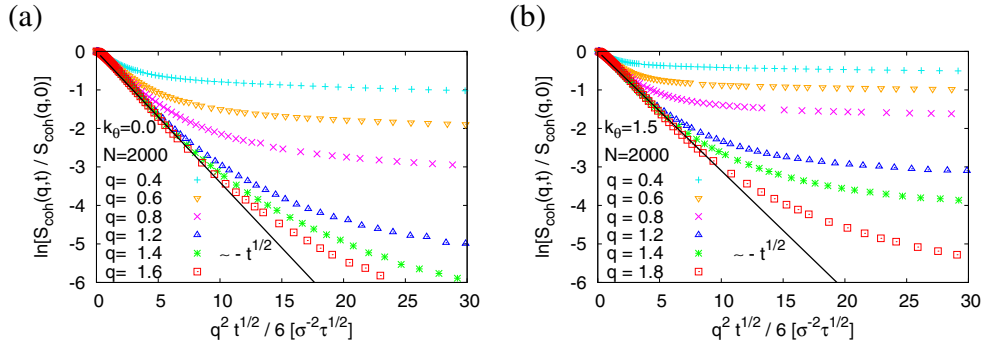 (a)
0
-1
-2
-3
-4
-5
-6
ln[S_coh(q,t) / S_coh(q,0)]
k_θ=0.0
N=2000
q= 0.4
q= 0.6
q= 0.8
q= 1.2
q= 1.4
q= 1.6
~ - t^{1/2}
0 5 10 15 20 25 30
q^2 t^{1/2} / 6 [σ^{-2}τ^{1/2}]
(b)
0
-1
-2
-3
-4
-5
-6
ln[S_coh(q,t) / S_coh(q,0)]
k_θ=1.5
N=2000
q = 0.4
q = 0.6
q = 0.8
q = 1.2
q = 1.4
q = 1.8
~ - t^{1/2}
0 5 10 15 20 25 30
q^2 t^{1/2} / 6 [σ^{-2}τ^{1/2}]